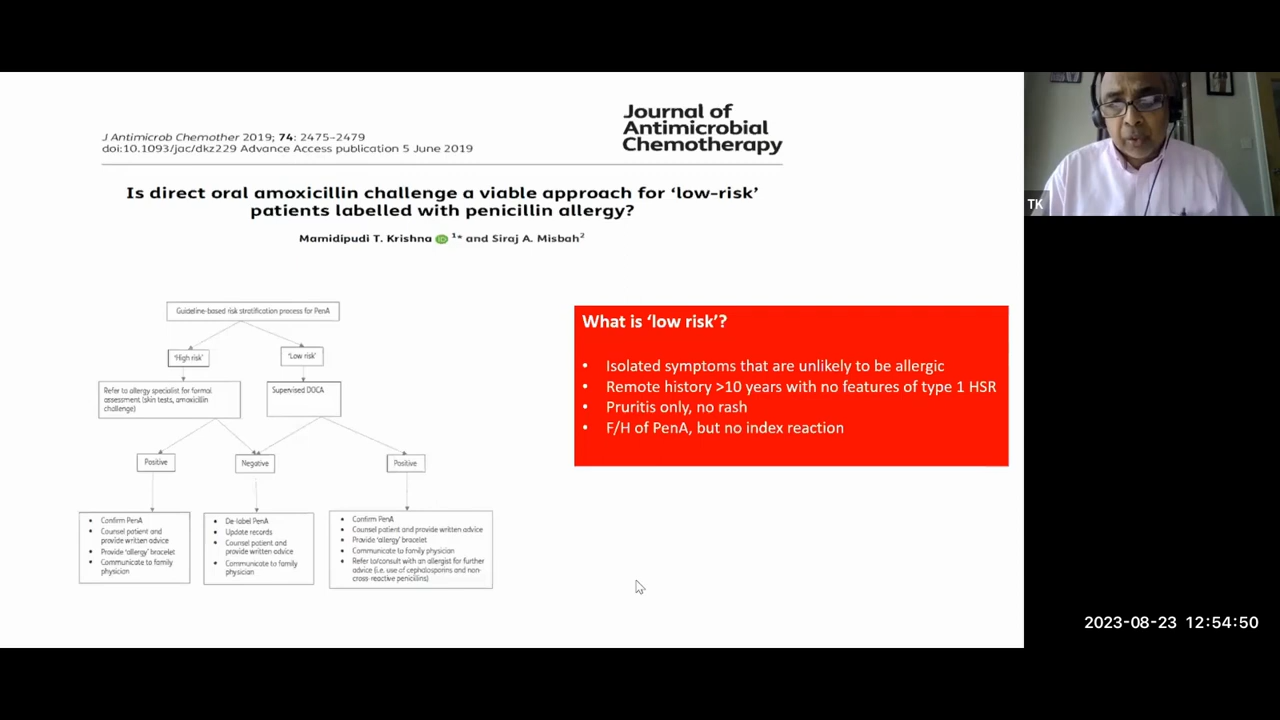 J Antimicrob Chemother 2019; 74: 2475–2479
doi:10.1093/jac/dkz229 Advance Access publication 5 June 2019
Journal of
Antimicrobial
Chemotherapy
Is direct oral amoxicillin challenge a viable approach for ‘low-risk’
patients labelled with penicillin allergy?
Mamidipudi T. Krishna iD 1* and Siraj A. Misbah2
Guideline-based risk stratification process for PenA
‘High risk’
‘Low risk’
Refer to allergy specialist for formal
assessment (skin tests, amoxicillin
challenge)
Supervised DOCA
Positive
Negative
Positive
• Confirm PenA
• Counsel patient and
provide written advice
• Provide ‘allergy’ bracelet
• Communicate to family
physician
• De-label PenA
• Update records
• Counsel patient and
provide written advice
• Communicate to family
physician
• Confirm PenA
• Counsel patient and provide written advice
• Provide ‘allergy’ bracelet
• Communicate to family physician
• Refer to/consult with an allergist for further
advice (i.e. use of cephalosporins and non-
cross-reactive penicillins)
What is ‘low risk’?
• Isolated symptoms that are unlikely to be allergic
• Remote history >10 years with no features of type 1 HSR
• Pruritis only, no rash
• F/H of PenA, but no index reaction
TK
2023-08-23 12:54:50